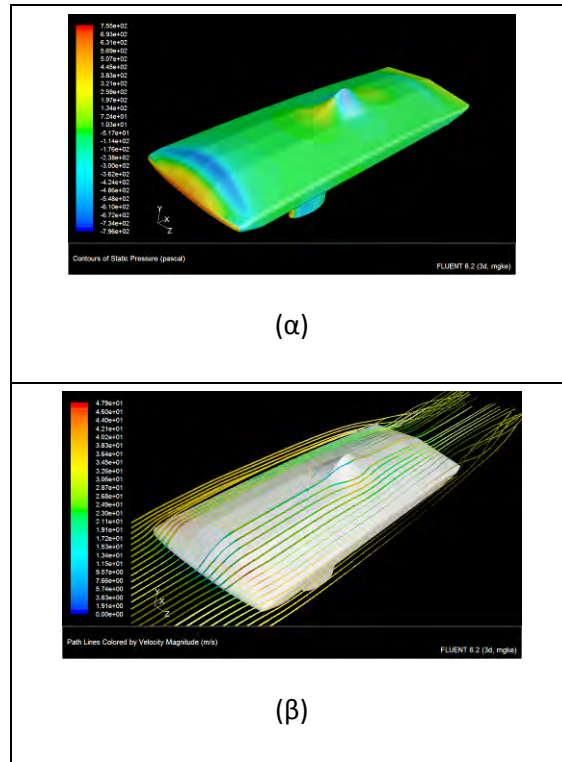 7.55e+02
6.93e+02
6.31e+02
5.69e+02
5.07e+02
4.45e+02
3.83e+02
3.21e+02
2.59e+02
1.97e+02
1.34e+02
7.24e+01
1.03e+01
-5.17e+01
-1.14e+02
-1.76e+02
-2.38e+02
-3.00e+02
-3.62e+02
-4.24e+02
-4.86e+02
-5.48e+02
-6.10e+02
-6.72e+02
-7.34e+02
-7.96e+02
Y
X
Z
Contours of Static Pressure (pascal)
FLUENT 6.2 (3d, rngke)
(α)
4.79e+01
4.60e+01
4.40e+01
4.21e+01
4.02e+01
3.83e+01
3.64e+01
3.45e+01
3.26e+01
3.06e+01
2.87e+01
2.68e+01
2.49e+01
2.30e+01
2.11e+01
1.91e+01
1.72e+01
1.53e+01
1.34e+01
1.15e+01
9.57e+00
7.66e+00
5.74e+00
3.83e+00
1.91e+00
0.00e+00
Y
X
Z
Path Lines Colored by Velocity Magnitude (m/s)
FLUENT 6.2 (3d, rngke)
(β)